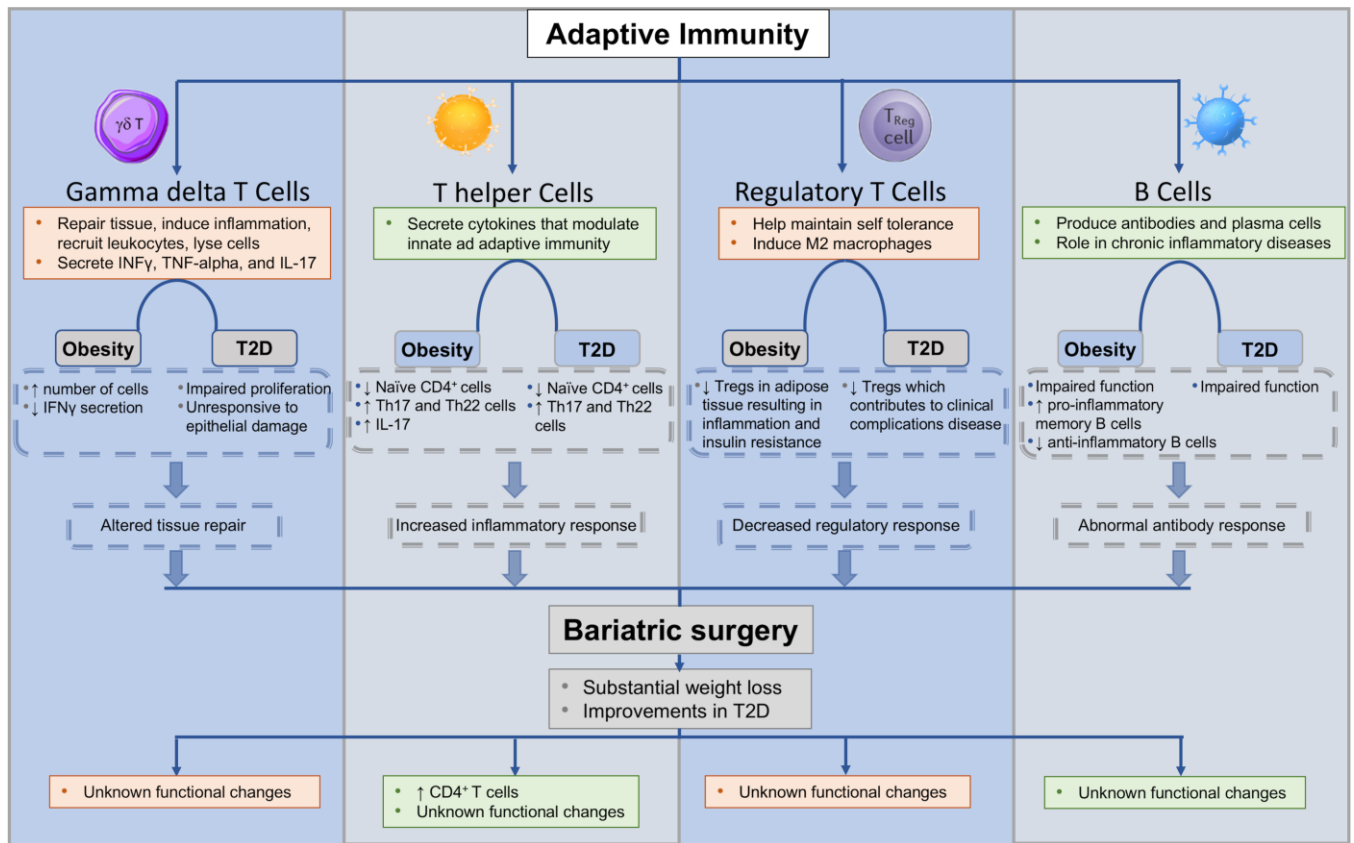 Adaptive Immunity
γδ T
T Reg
cell
Gamma delta T Cells
• Repair tissue, induce inflammation,
recruit leukocytes, lyse cells
• Secrete INFγ, TNF-alpha, and IL-17
Obesity
T2D
• ↑ number of cells
• ↓ IFNγ secretion
• Impaired proliferation
• Unresponsive to
epithelial damage
Altered tissue repair
T helper Cells
• Secrete cytokines that modulate
innate ad adaptive immunity
Obesity
T2D
• ↓ Naïve CD4⁺ cells
• ↑ Th17 and Th22 cells
• ↑ IL-17
• ↓ Naïve CD4⁺ cells
• ↑ Th17 and Th22
cells
Increased inflammatory response
Regulatory T Cells
• Help maintain self tolerance
• Induce M2 macrophages
Obesity
T2D
• ↓ Tregs in adipose
tissue resulting in
inflammation and
insulin resistance
• ↓ Tregs which
contributes to clinical
complications disease
Decreased regulatory response
B Cells
• Produce antibodies and plasma cells
• Role in chronic inflammatory diseases
Obesity
T2D
• Impaired function
• ↑ pro-inflammatory
memory B cells
• ↓ anti-inflammatory B cells
• Impaired function
Abnormal antibody response
Bariatric surgery
• Substantial weight loss
• Improvements in T2D
• Unknown functional changes
• ↑ CD4⁺ T cells
• Unknown functional changes
• Unknown functional changes
• Unknown functional changes